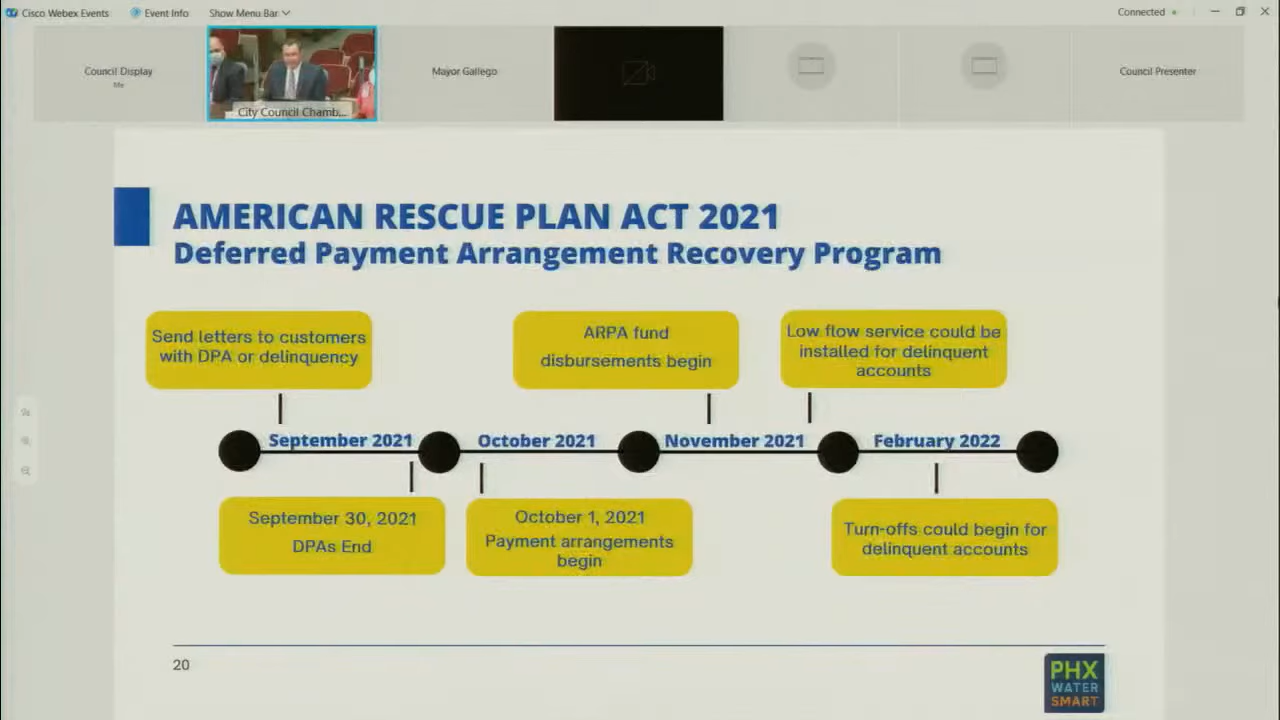 Cisco Webex Events
Event Info
Show Menu Bar
Connected
Council Display
Me
City Council Chamb...
Mayor Gallego
Council Presenter
AMERICAN RESCUE PLAN ACT 2021
Deferred Payment Arrangement Recovery Program
Send letters to customers
with DPA or delinquency
ARPA fund
disbursements begin
Low flow service could be
installed for delinquent
accounts
September 2021
October 2021
November 2021
February 2022
September 30, 2021
DPAs End
October 1, 2021
Payment arrangements
begin
Turn-offs could begin for
delinquent accounts
20
PHX
WATER
SMART